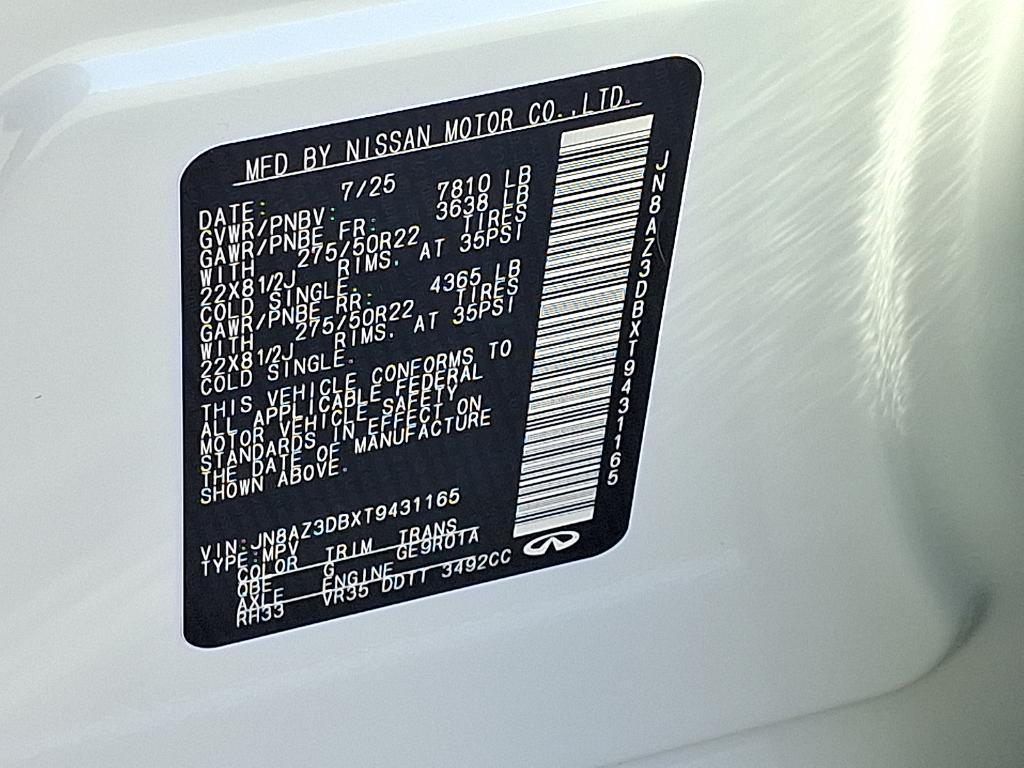 MFD BY NISSAN MOTOR CO.,LTD.
DATE: 7/25
GVWR/PNBV: 7810 LB
GAWR/PNBE FR: 3638 LB
WITH 275/50R22 TIRES
22X81/2J RIMS, AT 35PSI
COLD SINGLE.
GAWR/PNBE RR: 4365 LB
WITH 275/50R22 TIRES
22X81/2J RIMS, AT 35PSI
COLD SINGLE.
THIS VEHICLE CONFORMS TO
ALL APPLICABLE FEDERAL
MOTOR VEHICLE SAFETY
STANDARDS IN EFFECT ON
THE DATE OF MANUFACTURE
SHOWN ABOVE.
VIN:JN8AZ3DBXT9431165
TYPE:MPV
COLOR TRIM TRANS
QBE G GE9R01A
AXLE ENGINE
RH33 VR35 DDTT 3492CC
JN8AZ3DBXT9431165